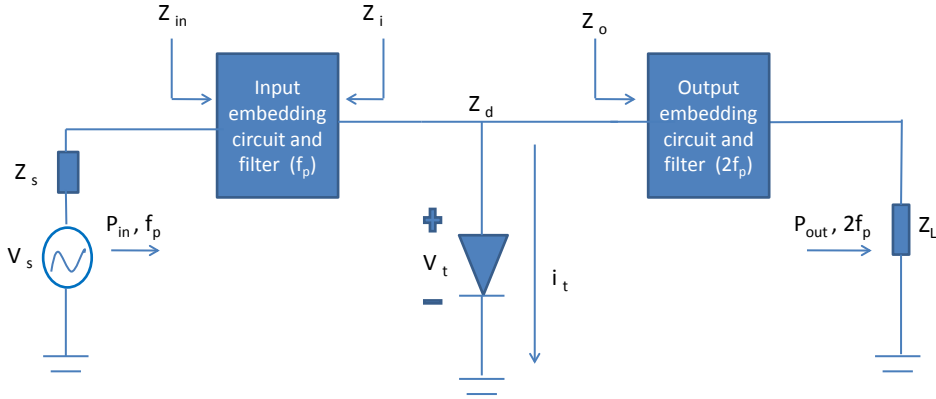 Z in
Z i
Z o
Input
embedding
circuit and
filter (fp)
Output
embedding
circuit and
filter (2fp)
Z d
Z s
P in , f p
V s
+
V t
−
i t
P out , 2f p
Z L